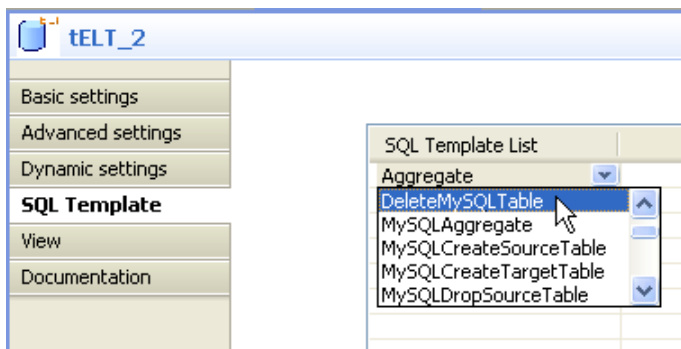 tELT_2
Basic settings
Advanced settings
Dynamic settings
SQL Template
View
Documentation
SQL Template List
Aggregate
DeleteMySQLTable
MySQLAggregate
MySQLCreateSourceTable
MySQLCreateTargetTable
MySQLDropSourceTable